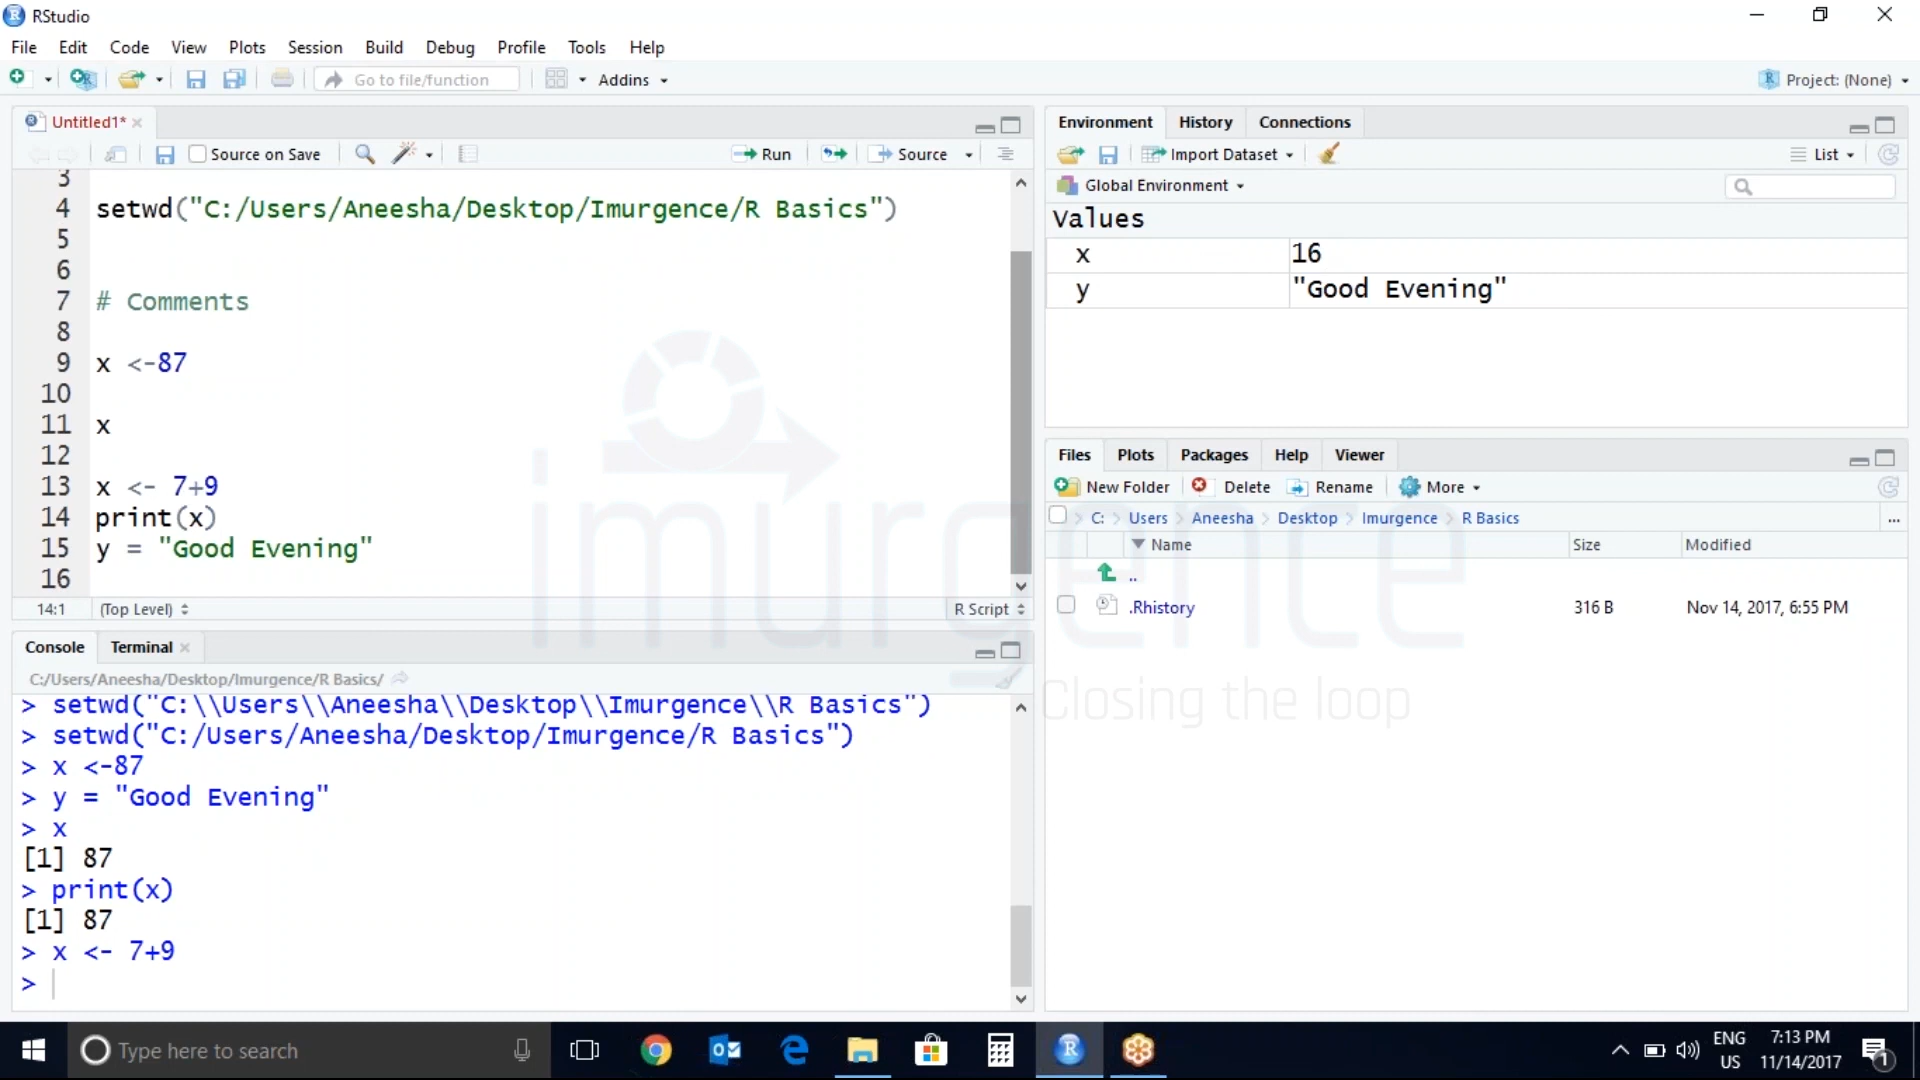 RStudio
File Edit Code View Plots Session Build Debug Profile Tools Help
Go to file/function Addins Project: (None)
Untitled1*
Source on Save Run Source
3
4 setwd("C:/Users/Aneesha/Desktop/Imurgence/R Basics")
5
6
7 # Comments
8
9 x <-87
10
11 x
12
13 x <- 7+9
14 print(x)
15 y = "Good Evening"
16
14:1 (Top Level) R Script
Console Terminal
C:/Users/Aneesha/Desktop/Imurgence/R Basics/
> setwd("C:\\Users\\Aneesha\\Desktop\\Imurgence\\R Basics")
> setwd("C:/Users/Aneesha/Desktop/Imurgence/R Basics")
> x <-87
> y = "Good Evening"
> x
[1] 87
> print(x)
[1] 87
> x <- 7+9
>
Environment History Connections
Import Dataset List
Global Environment
Values
x 16
y "Good Evening"
Files Plots Packages Help Viewer
New Folder Delete Rename More
C: Users Aneesha Desktop Imurgence R Basics ...
Name Size Modified
..
.Rhistory 316 B Nov 14, 2017, 6:55 PM
imurgence
Closing the loop
Type here to search
ENG 7:13 PM
US 11/14/2017 1